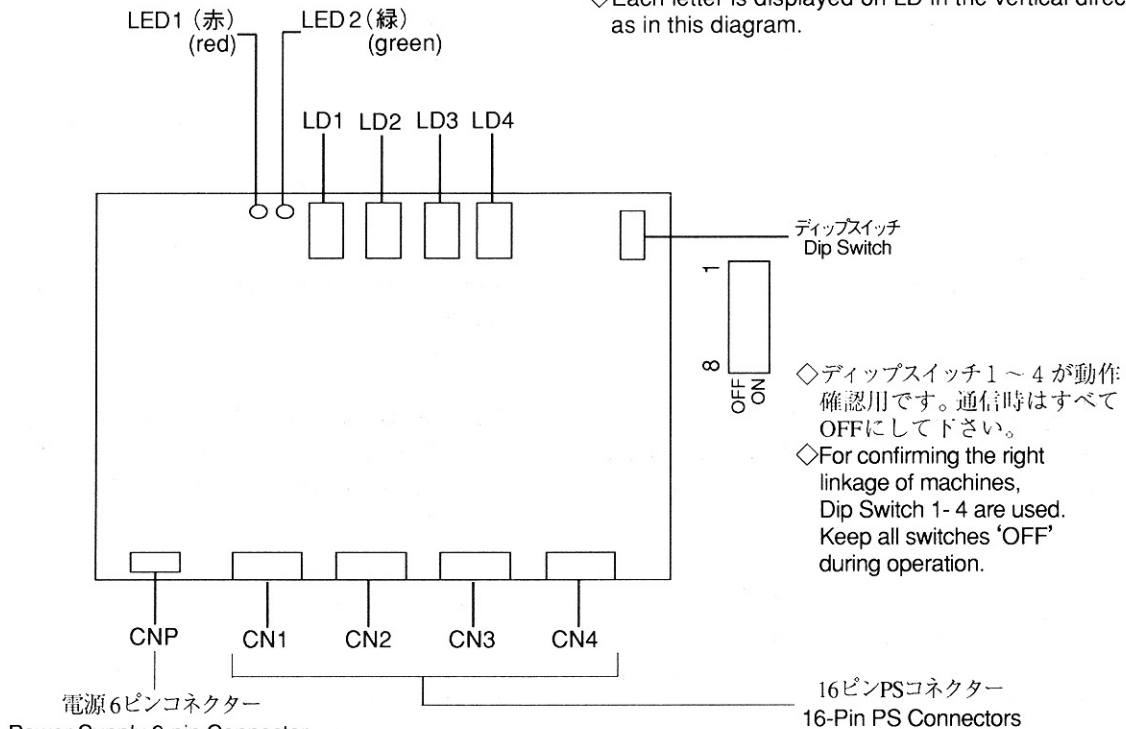 ◇Each letter is displayed on LD in the vertical direc
as in this diagram.
LED1 (赤)
(red)
LED2 (緑)
(green)
LD1 LD2 LD3 LD4
ディップスイッチ
Dip Switch
1
8
OFF
ON
◇ディップスイッチ1～4が動作
確認用です。通信時はすべて
OFFにして下さい。
◇For confirming the right
linkage of machines,
Dip Switch 1-4 are used.
Keep all switches ‘OFF’
during operation.
CNP CN1 CN2 CN3 CN4
電源6ピンコネクター
Power Supply 6-pin Connector
16ピンPSコネクター
16-Pin PS Connectors